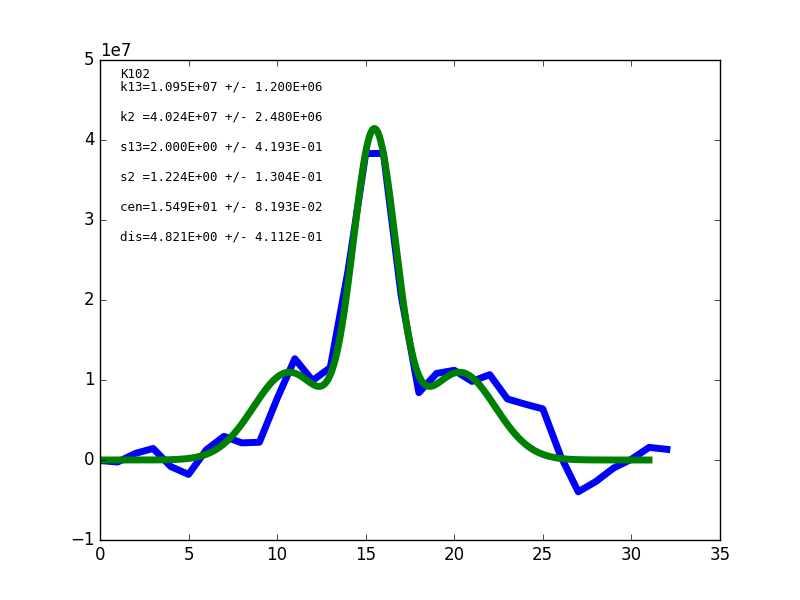 1e7
K102
k13=1.095E+07 +/- 1.200E+06
k2 =4.024E+07 +/- 2.480E+06
s13=2.000E+00 +/- 4.193E-01
s2 =1.224E+00 +/- 1.304E-01
cen=1.549E+01 +/- 8.193E-02
dis=4.821E+00 +/- 4.112E-01
5
4
3
2
1
0
−1
0 5 10 15 20 25 30 35